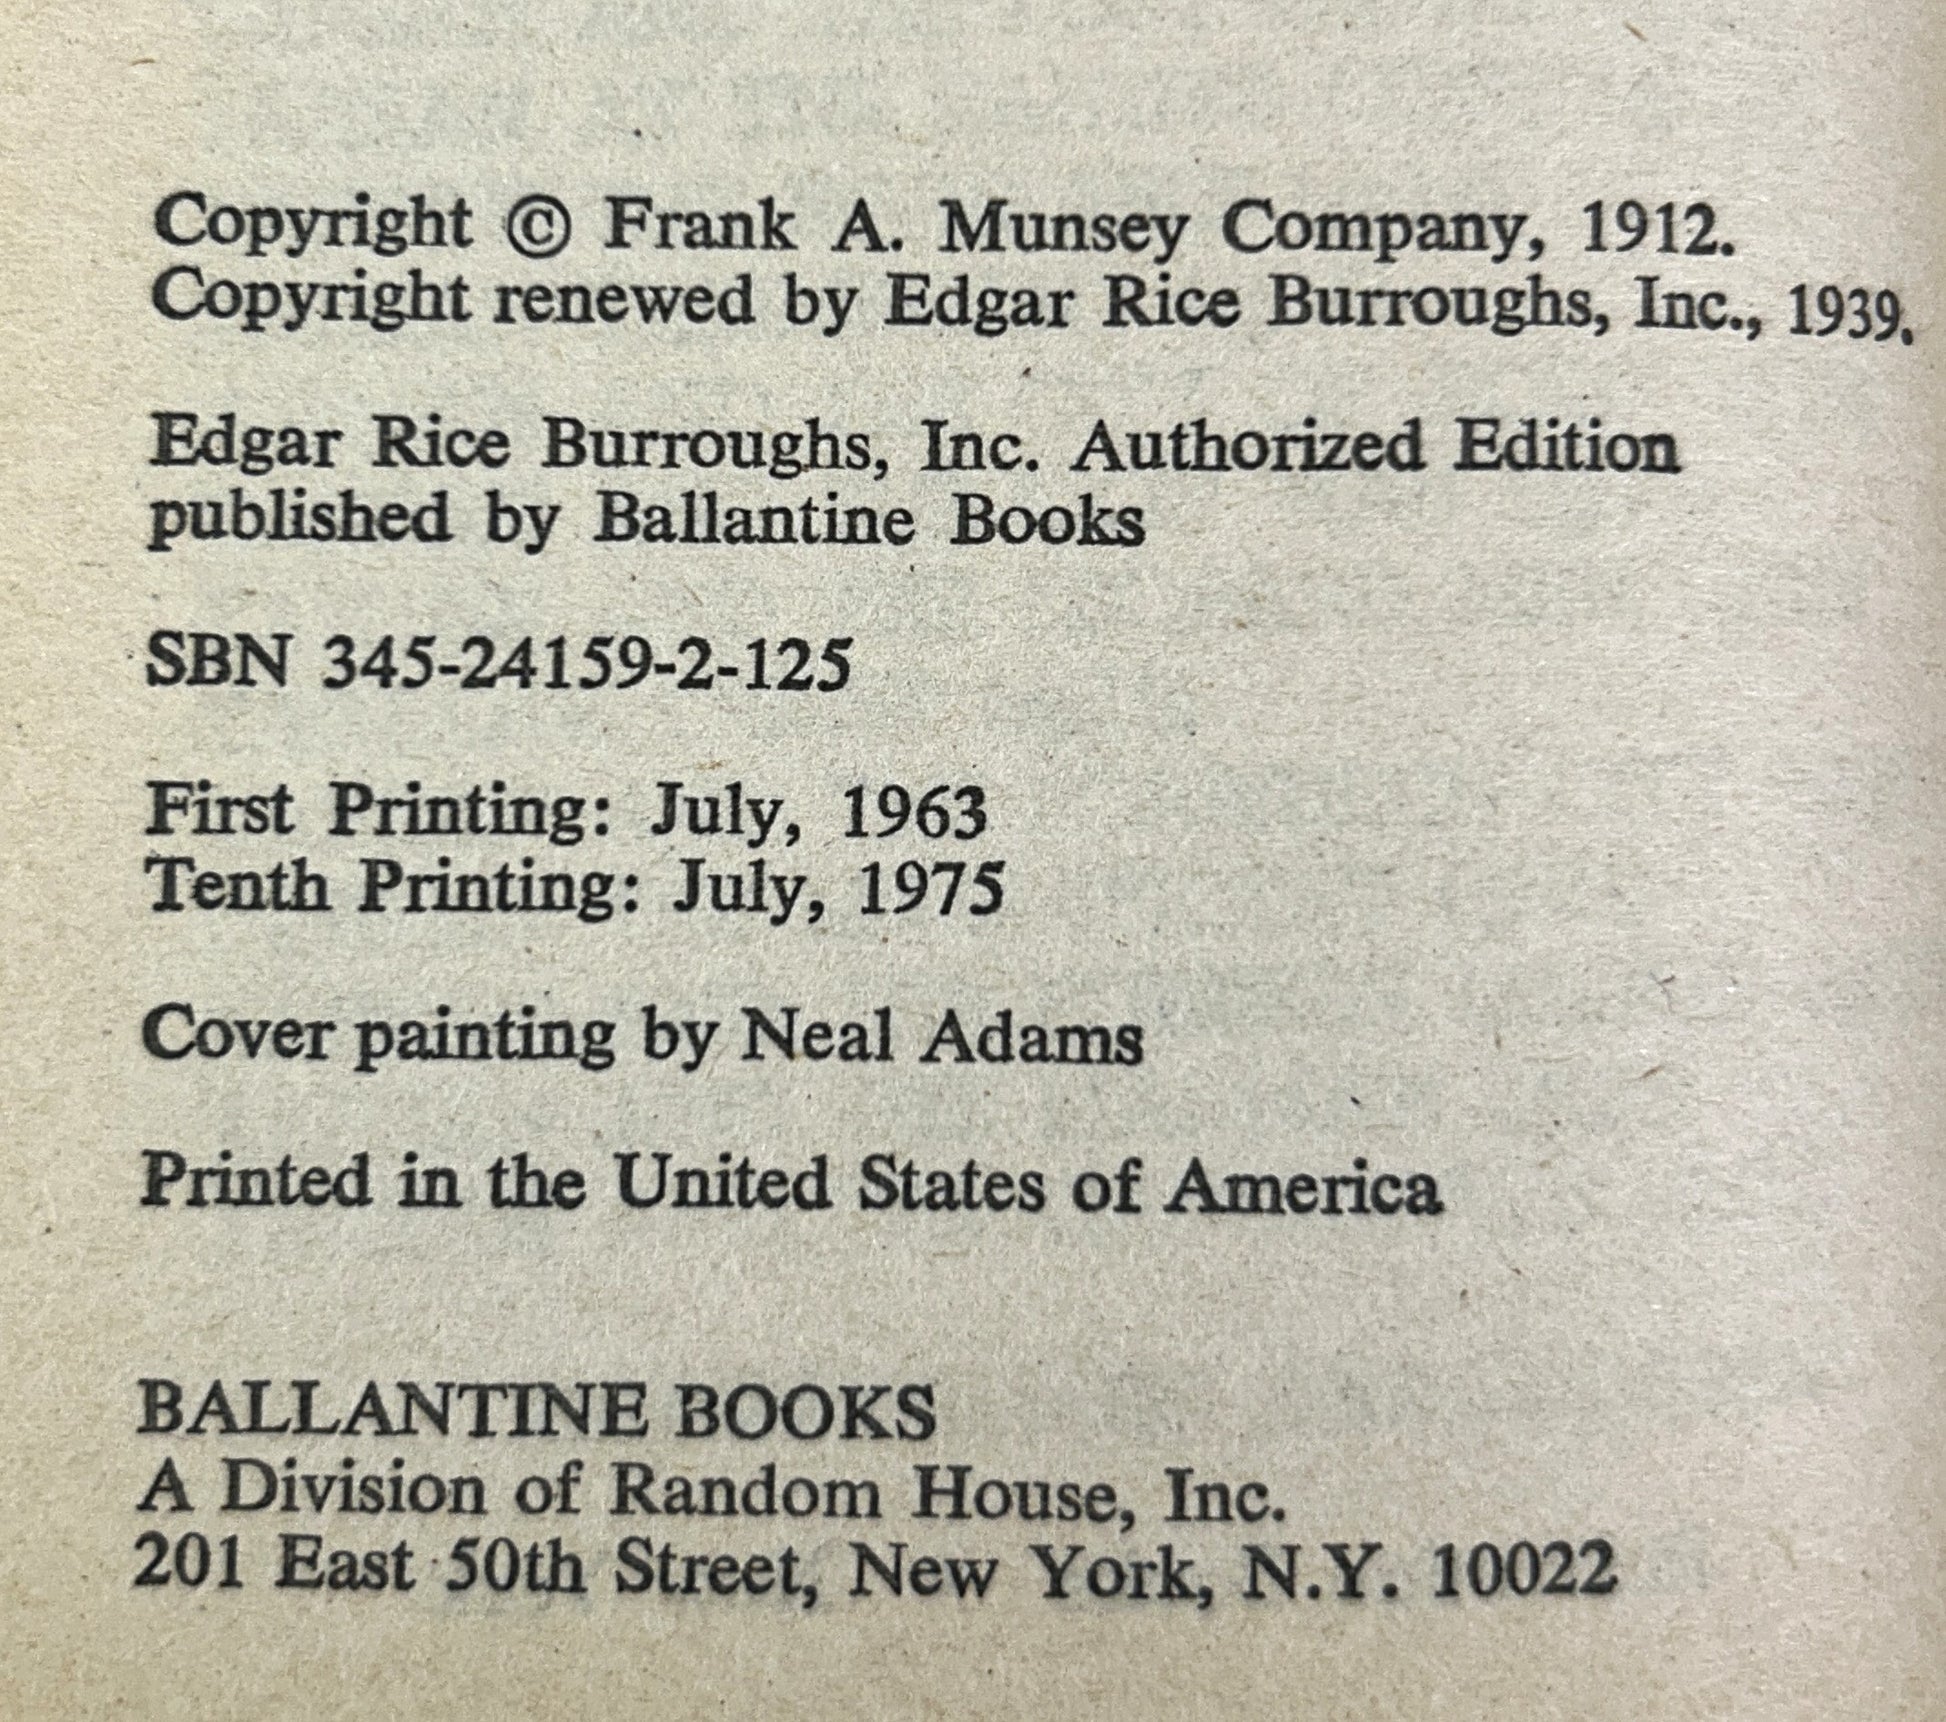 Copyright © Frank A. Munsey Company, 1912.
Copyright renewed by Edgar Rice Burroughs, Inc., 1939.
Edgar Rice Burroughs, Inc. Authorized Edition
published by Ballantine Books
SBN 345-24159-2-125
First Printing: July, 1963
Tenth Printing: July, 1975
Cover painting by Neal Adams
Printed in the United States of America
BALLANTINE BOOKS
A Division of Random House, Inc.
201 East 50th Street, New York, N.Y. 10022